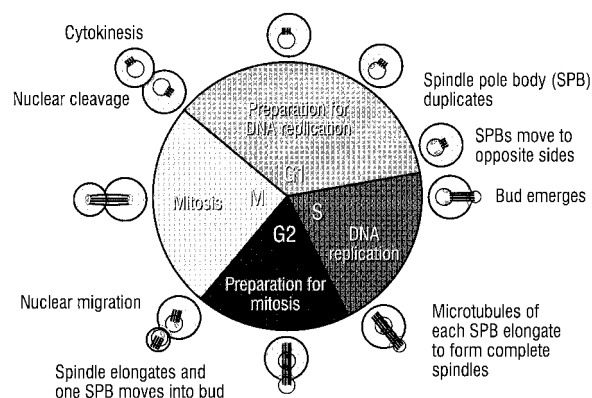 Cytokinesis
Nuclear cleavage
Preparation for
DNA replication
G1
Spindle pole body (SPB)
duplicates
SPBs move to
opposite sides
Bud emerges
Mitosis
M
S
G2
DNA
replication
Preparation for
mitosis
Nuclear migration
Spindle elongates and
one SPB moves into bud
Microtubules of
each SPB elongate
to form complete
spindles